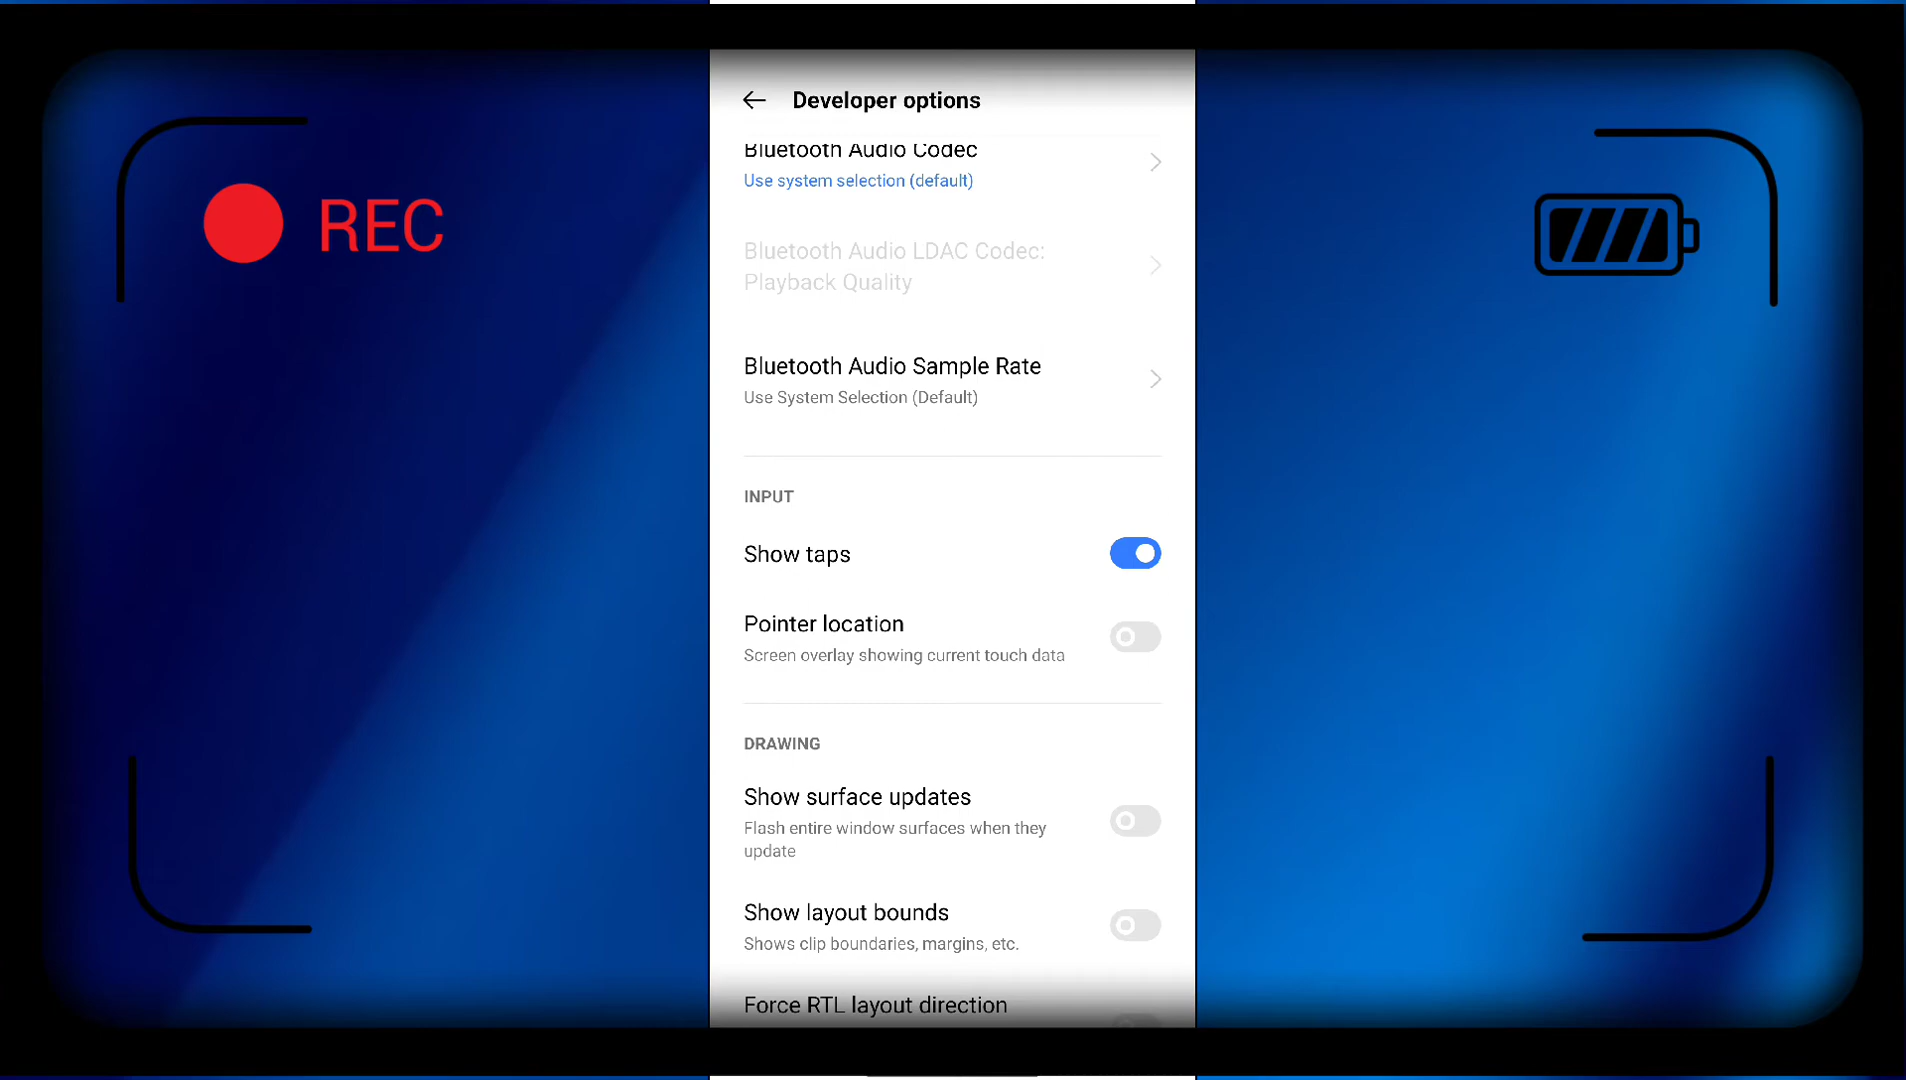 Developer options
REC
Bluetooth Audio Codec
Use system selection (default)
Bluetooth Audio LDAC Codec:
Playback Quality
Bluetooth Audio Sample Rate
Use System Selection (Default)
INPUT
Show taps
Pointer location
Screen overlay showing current touch data
DRAWING
Show surface updates
Flash entire window surfaces when they
update
Show layout bounds
Shows clip boundaries, margins, etc.
Force RTL layout direction